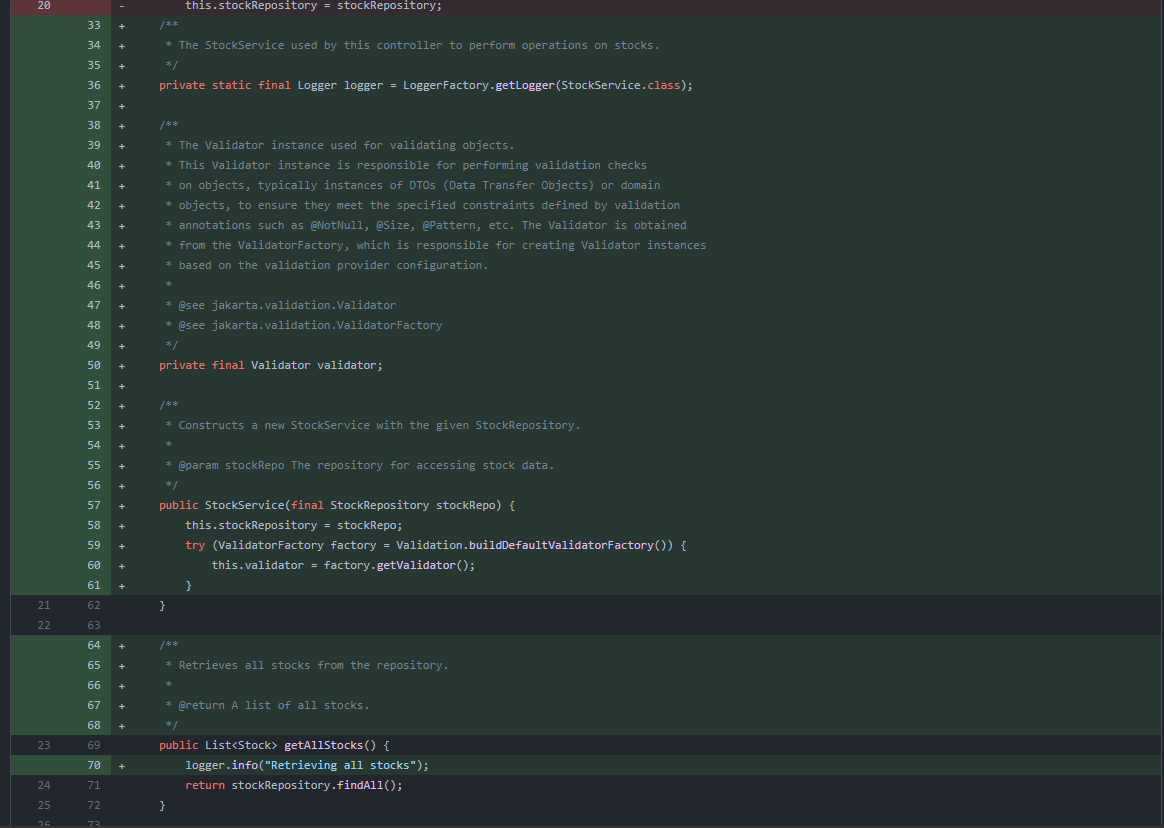 20 - this.stockRepository = stockRepository;
33 + /**
34 + * The StockService used by this controller to perform operations on stocks.
35 + */
36 + private static final Logger logger = LoggerFactory.getLogger(StockService.class);
37 +
38 + /**
39 + * The Validator instance used for validating objects.
40 + * This Validator instance is responsible for performing validation checks
41 + * on objects, typically instances of DTOs (Data Transfer Objects) or domain
42 + * objects, to ensure they meet the specified constraints defined by validation
43 + * annotations such as @NotNull, @Size, @Pattern, etc. The Validator is obtained
44 + * from the ValidatorFactory, which is responsible for creating Validator instances
45 + * based on the validation provider configuration.
46 + *
47 + * @see jakarta.validation.Validator
48 + * @see jakarta.validation.ValidatorFactory
49 + */
50 + private final Validator validator;
51 +
52 + /**
53 + * Constructs a new StockService with the given StockRepository.
54 + *
55 + * @param stockRepo The repository for accessing stock data.
56 + */
57 + public StockService(final StockRepository stockRepo) {
58 + this.stockRepository = stockRepo;
59 + try (ValidatorFactory factory = Validation.buildDefaultValidatorFactory()) {
60 + this.validator = factory.getValidator();
61 + }
21 62 }
22 63
64 + /**
65 + * Retrieves all stocks from the repository.
66 + *
67 + * @return A list of all stocks.
68 + */
23 69 public List<Stock> getAllStocks() {
70 + logger.info("Retrieving all stocks");
24 71 return stockRepository.findAll();
25 72 }
26 73